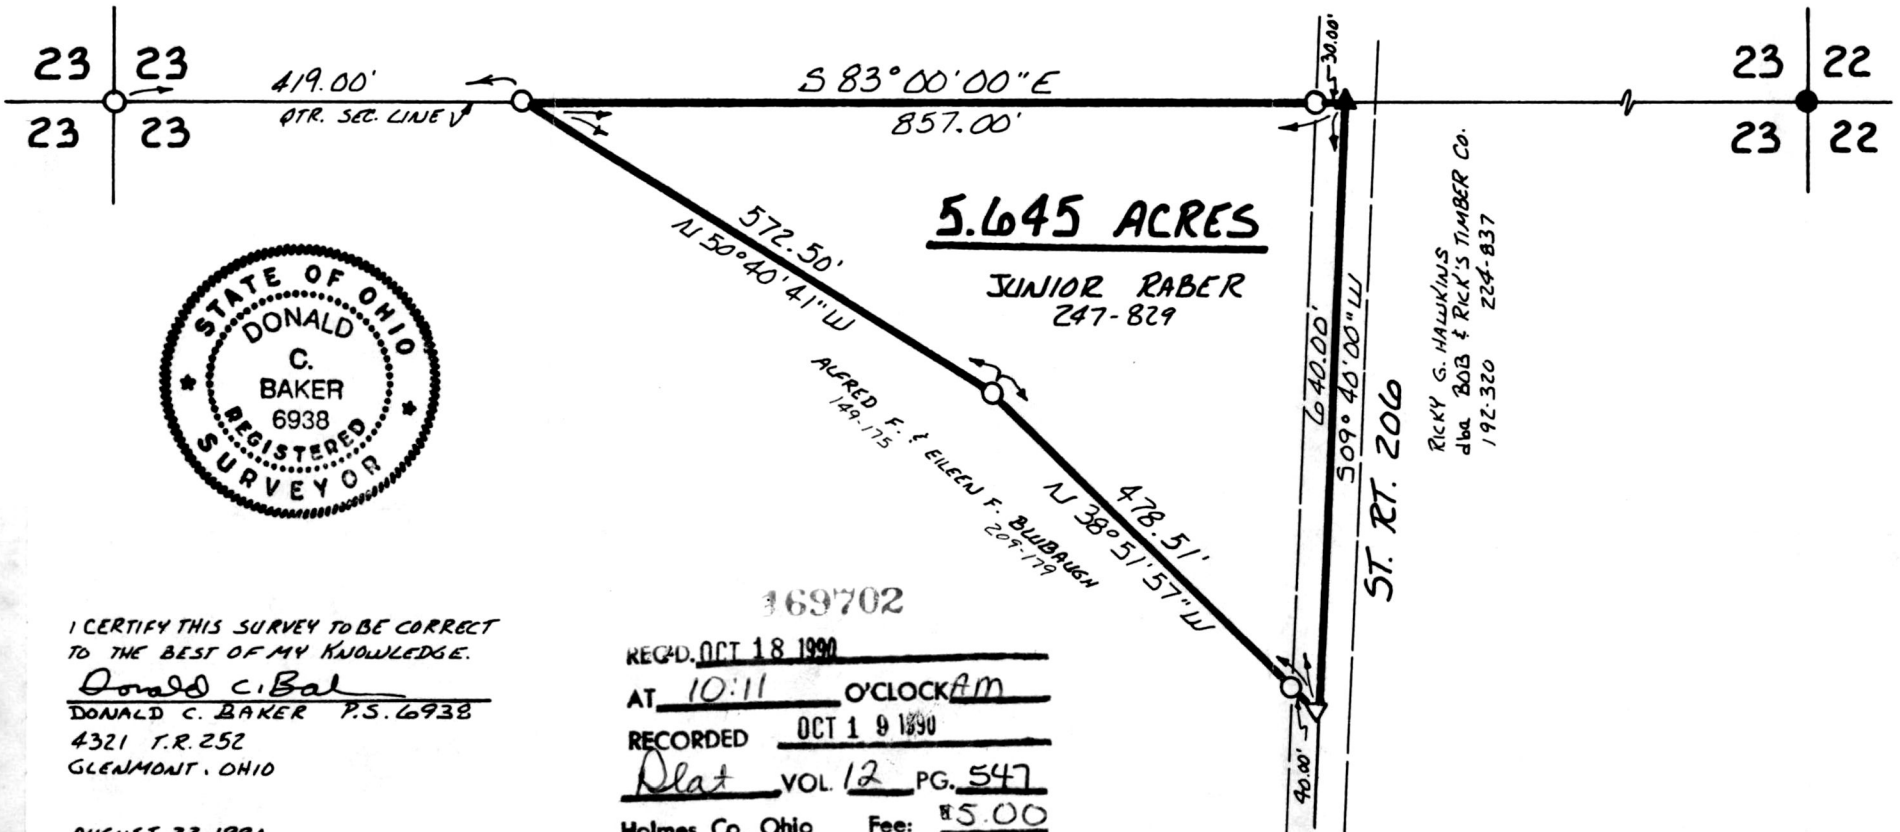 23 23
419.00'
QTR. SEC. LINE
23 23
S 83°00'00"E
857.00'
30.00'
23 22
23 22
572.50'
N 50°40'41"W
5.645 ACRES
JUNIOR RABER
247-829
640.00'
S09°40'00"W
ST. RT. 206
RICKY G. HAWKINS
dba BOB & RICK'S TIMBER CO.
192-320 224-837
ALFRED F. & EILEEN F. BLUBAUGH
149-175
209-179
478.51'
N 38°51'57"W
40.00'
STATE OF OHIO
DONALD
C.
BAKER
6938
REGISTERED
SURVEYOR
I CERTIFY THIS SURVEY TO BE CORRECT
TO THE BEST OF MY KNOWLEDGE.
DONALD C. BAKER P.S. 6938
4321 T.R. 252
GLENMONT, OHIO
169702
REC'D. OCT 18 1990
AT 10:11 O'CLOCK AM
RECORDED OCT 19 1990
Plat VOL. 12 PG. 547
Holmes Co. Ohio Fee: $5.00